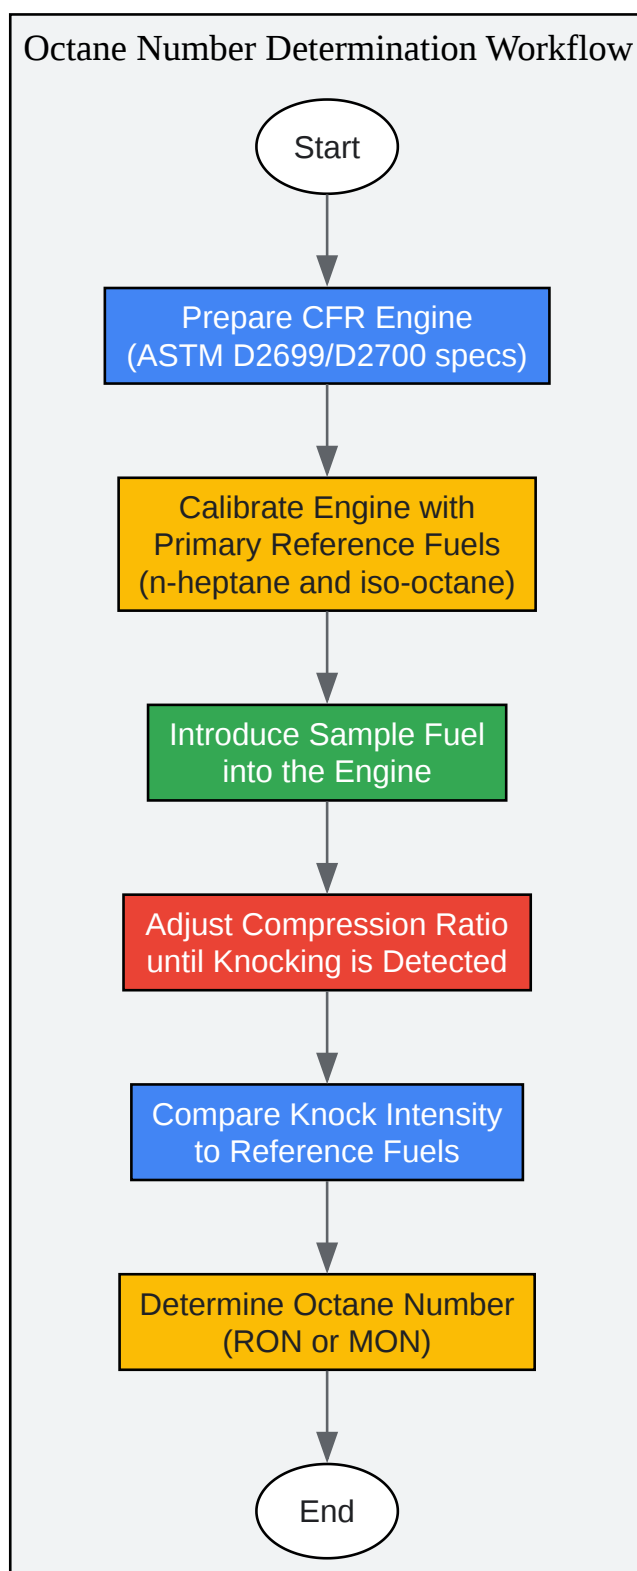 Octane Number Determination Workflow
Start
Prepare CFR Engine
(ASTM D2699/D2700 specs)
Calibrate Engine with
Primary Reference Fuels
(n-heptane and iso-octane)
Introduce Sample Fuel
into the Engine
Adjust Compression Ratio
until Knocking is Detected
Compare Knock Intensity
to Reference Fuels
Determine Octane Number
(RON or MON)
End